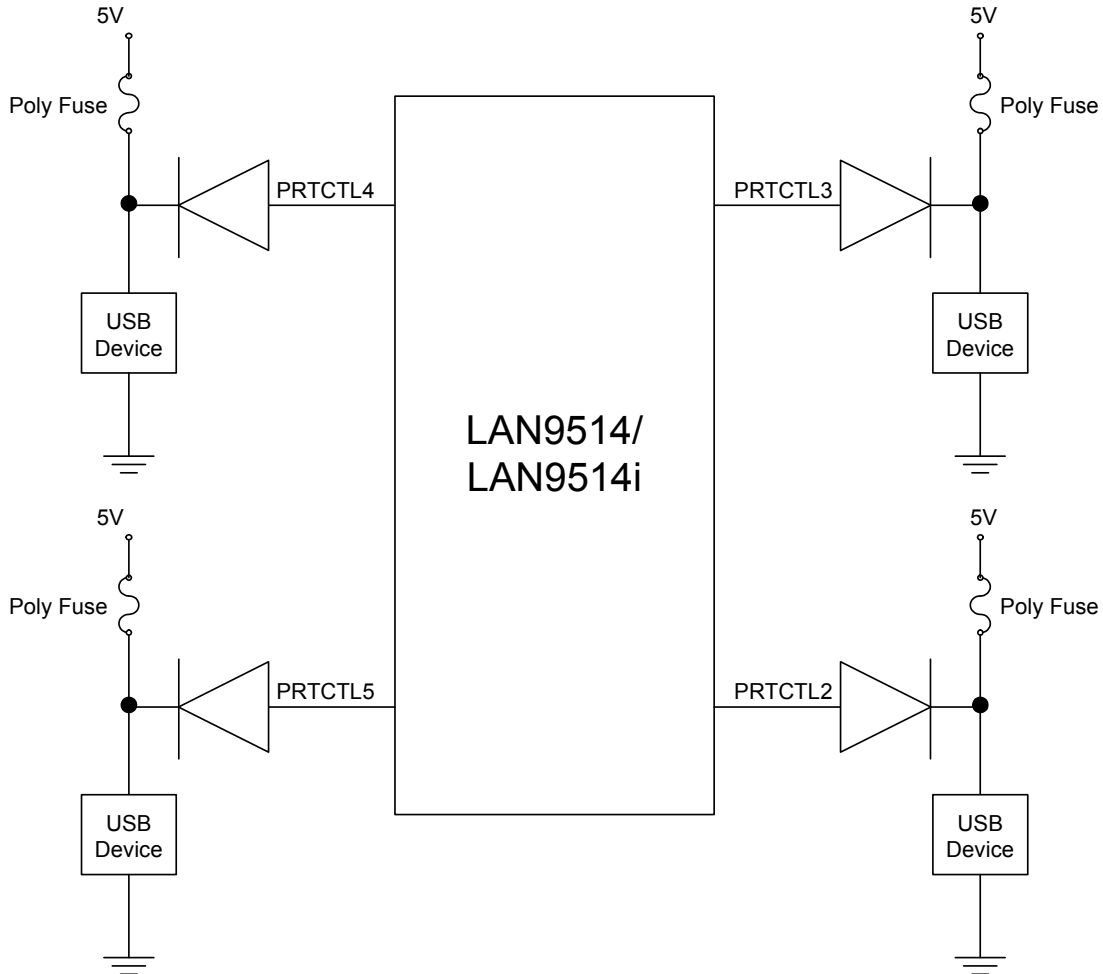 5V
5V
Poly Fuse
Poly Fuse
PRTCTL4
PRTCTL3
USB
Device
USB
Device
LAN9514/
LAN9514i
5V
5V
Poly Fuse
Poly Fuse
PRTCTL5
PRTCTL2
USB
Device
USB
Device